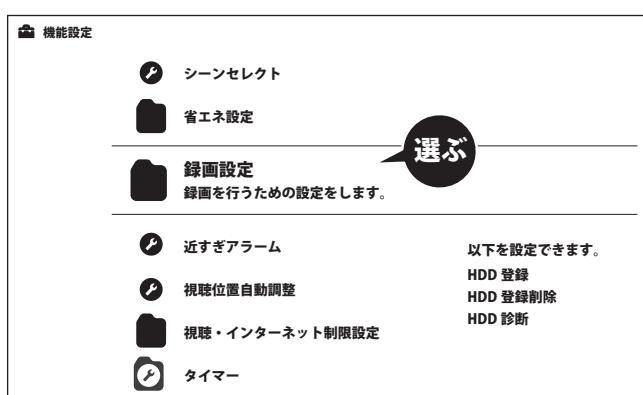 機能設定
シーンセレクト
省エネ設定
選ぶ
録画設定
録画を行うための設定をします。
近すぎアラーム
視聴位置自動調整
視聴・インターネット制限設定
タイマー
以下を設定できます。
HDD 登録
HDD 登録削除
HDD 診断